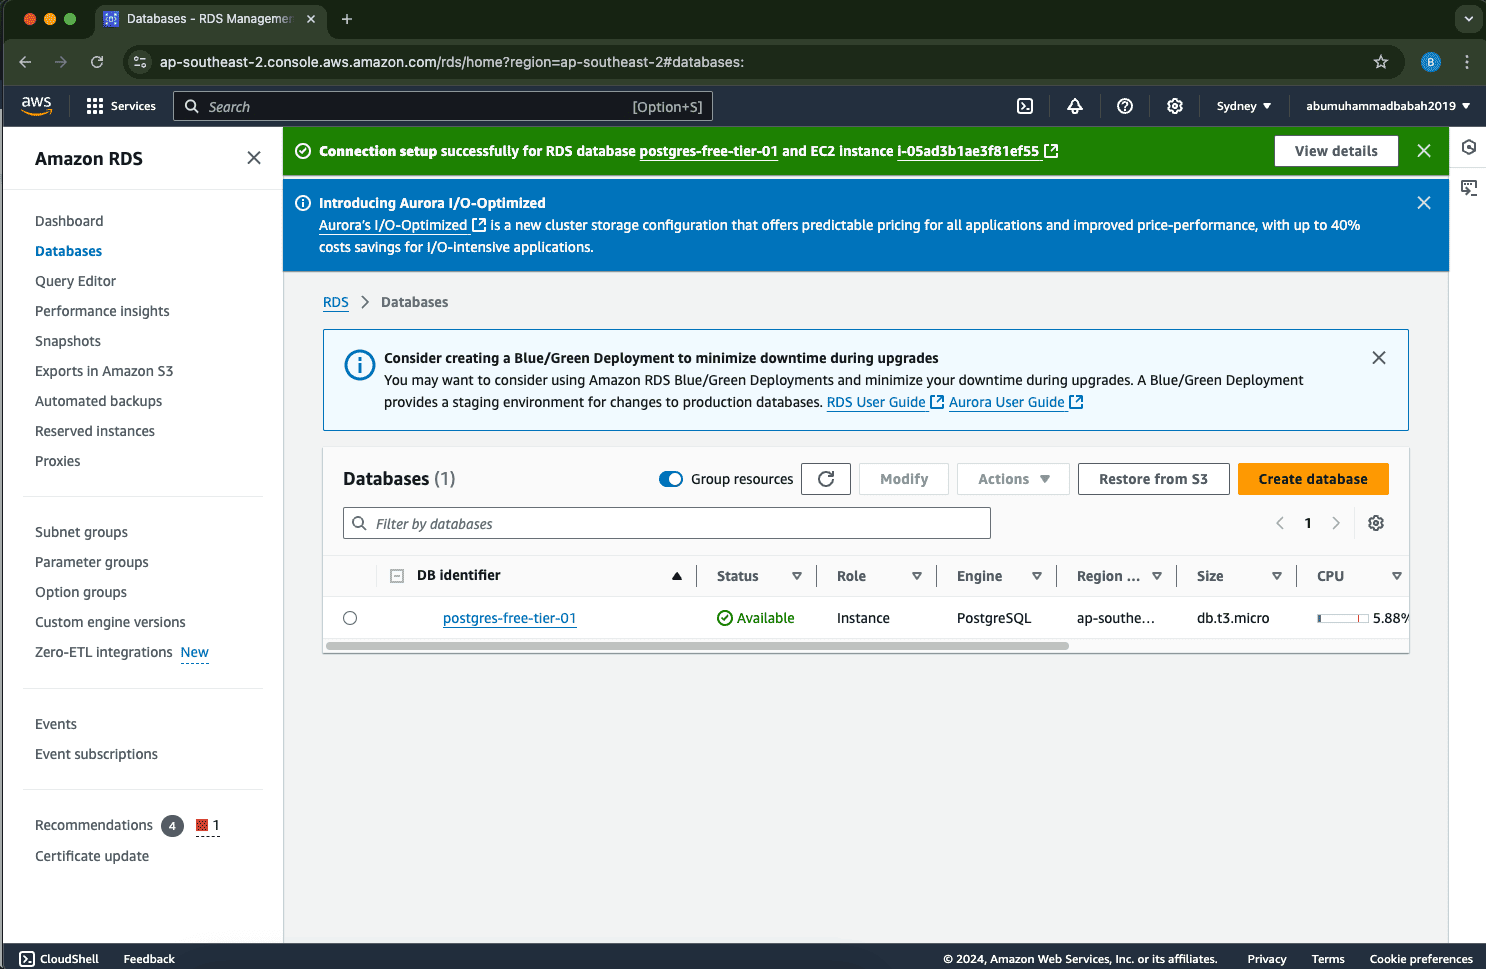 Databases - RDS Managemen
ap-southeast-2.console.aws.amazon.com/rds/home?region=ap-southeast-2#databases:
B
aws
Services
Search
[Option+S]
Sydney
abumuhammadbabah2019
Amazon RDS
Dashboard
Databases
Query Editor
Performance insights
Snapshots
Exports in Amazon S3
Automated backups
Reserved instances
Proxies
Subnet groups
Parameter groups
Option groups
Custom engine versions
Zero-ETL integrations New
Events
Event subscriptions
Recommendations 4 1
Certificate update
Connection setup successfully for RDS database postgres-free-tier-01 and EC2 instance i-05ad3b1ae3f81ef55
View details
Introducing Aurora I/O-Optimized
Aurora's I/O-Optimized is a new cluster storage configuration that offers predictable pricing for all applications and improved price-performance, with up to 40%
costs savings for I/O-intensive applications.
RDS > Databases
Consider creating a Blue/Green Deployment to minimize downtime during upgrades
You may want to consider using Amazon RDS Blue/Green Deployments and minimize your downtime during upgrades. A Blue/Green Deployment
provides a staging environment for changes to production databases. RDS User Guide Aurora User Guide
Databases (1)
Group resources
Modify
Actions
Restore from S3
Create database
Filter by databases
1
DB identifier Status Role Engine Region ... Size CPU
postgres-free-tier-01 Available Instance PostgreSQL ap-southe... db.t3.micro 5.88%
CloudShell Feedback
© 2024, Amazon Web Services, Inc. or its affiliates. Privacy Terms Cookie preferences